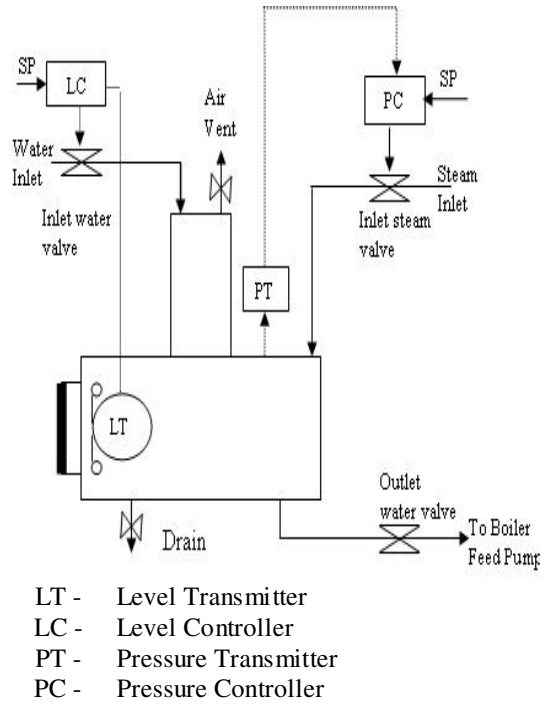 SP
LC
Air
Vent
PC
SP
Water
Inlet
Inlet water
valve
Steam
Inlet
Inlet steam
valve
PT
LT
Outlet
water valve
Drain
To Boiler
Feed Pump
LT - Level Transmitter
LC - Level Controller
PT - Pressure Transmitter
PC - Pressure Controller